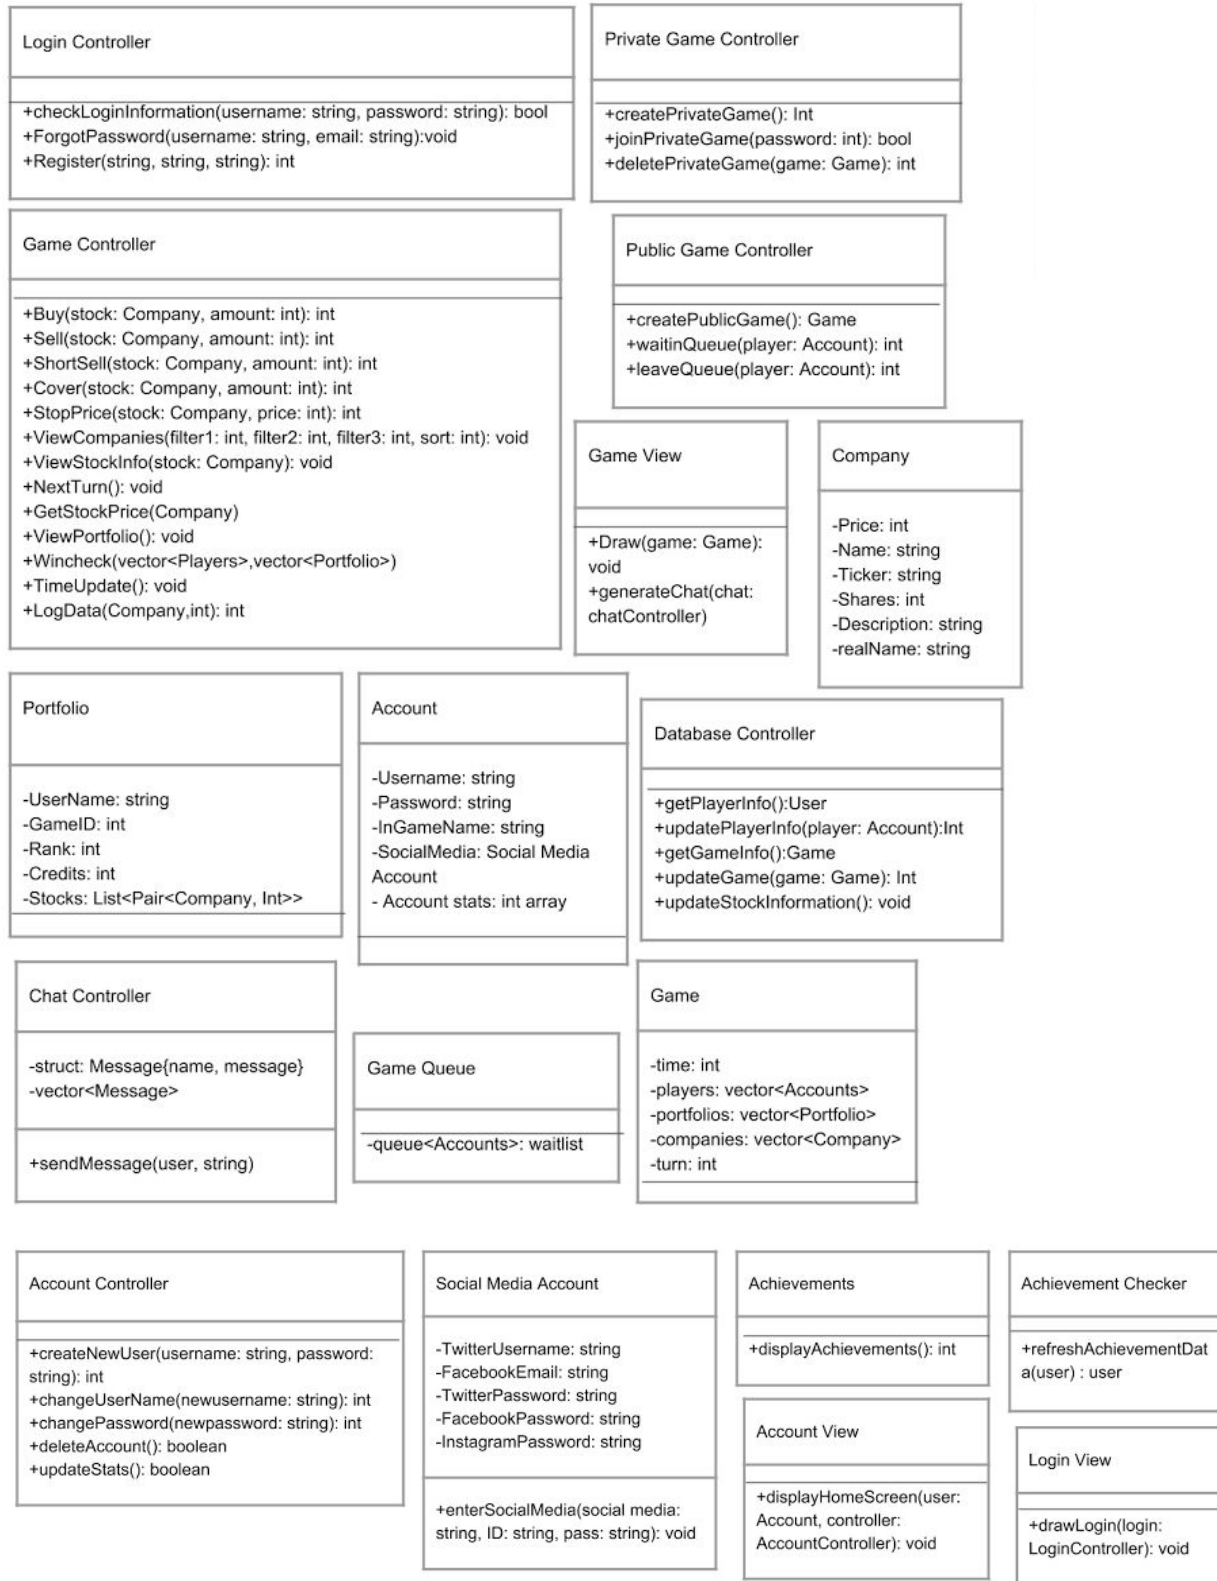 Login Controller
+checkLoginInformation(username: string, password: string): bool
+ForgotPassword(username: string, email: string):void
+Register(string, string, string): int
Private Game Controller
+createPrivateGame(): Int
+joinPrivateGame(password: int): bool
+deletePrivateGame(game: Game): int
Game Controller
+Buy(stock: Company, amount: int): int
+Sell(stock: Company, amount: int): int
+ShortSell(stock: Company, amount: int): int
+Cover(stock: Company, amount: int): int
+StopPrice(stock: Company, price: int): int
+ViewCompanies(filter1: int, filter2: int, filter3: int, sort: int): void
+ViewStockInfo(stock: Company): void
+NextTurn(): void
+GetStockPrice(Company)
+ViewPortfolio(): void
+Wincheck(vector<Players>,vector<Portfolio>)
+TimeUpdate(): void
+LogData(Company,int): int
Public Game Controller
+createPublicGame(): Game
+waitinQueue(player: Account): int
+leaveQueue(player: Account): int
Game View
+Draw(game: Game):
void
+generateChat(chat:
chatController)
Company
-Price: int
-Name: string
-Ticker: string
-Shares: int
-Description: string
-realName: string
Portfolio
-UserName: string
-GameID: int
-Rank: int
-Credits: int
-Stocks: List<Pair<Company, Int>>
Account
-Username: string
-Password: string
-InGameName: string
-SocialMedia: Social Media
Account
- Account stats: int array
Database Controller
+getPlayerInfo():User
+updatePlayerInfo(player: Account):Int
+getGameInfo():Game
+updateGame(game: Game): Int
+updateStockInformation(): void
Chat Controller
-struct: Message{name, message}
-vector<Message>
+sendMessage(user, string)
Game Queue
-queue<Accounts>: waitlist
Game
-time: int
-players: vector<Accounts>
-portfolios: vector<Portfolio>
-companies: vector<Company>
-turn: int
Account Controller
+createNewUser(username: string, password:
string): int
+changeUserName(newusername: string): int
+changePassword(newpassword: string): int
+deleteAccount(): boolean
+updateStats(): boolean
Social Media Account
-TwitterUsername: string
-FacebookEmail: string
-TwitterPassword: string
-FacebookPassword: string
-InstagramPassword: string
+enterSocialMedia(social media:
string, ID: string, pass: string): void
Achievements
+displayAchievements(): int
Achievement Checker
+refreshAchievementDat
a(user) : user
Account View
+displayHomeScreen(user:
Account, controller:
AccountController): void
Login View
+drawLogin(login:
LoginController): void